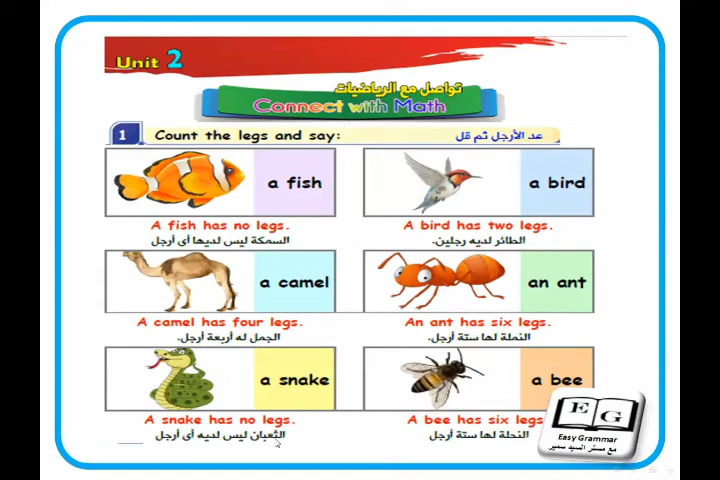 Unit 2
تواصل مع الرياضيات
Connect with Math
1 Count the legs and say: عد الأرجل ثم قل
a fish
a bird
A fish has no legs.
A bird has two legs.
السمكة ليس لديها أى أرجل
الطائر لديه رجلين.
a camel
an ant
A camel has four legs.
An ant has six legs.
الجمل له أربعة أرجل.
النملة لها ستة أرجل.
a snake
a bee
A snake has no legs.
A bee has six legs
الثعبان ليس لديه أى أرجل
النحلة لها ستة أرجل
E G
Easy Grammar
مع مستر السيد سمير